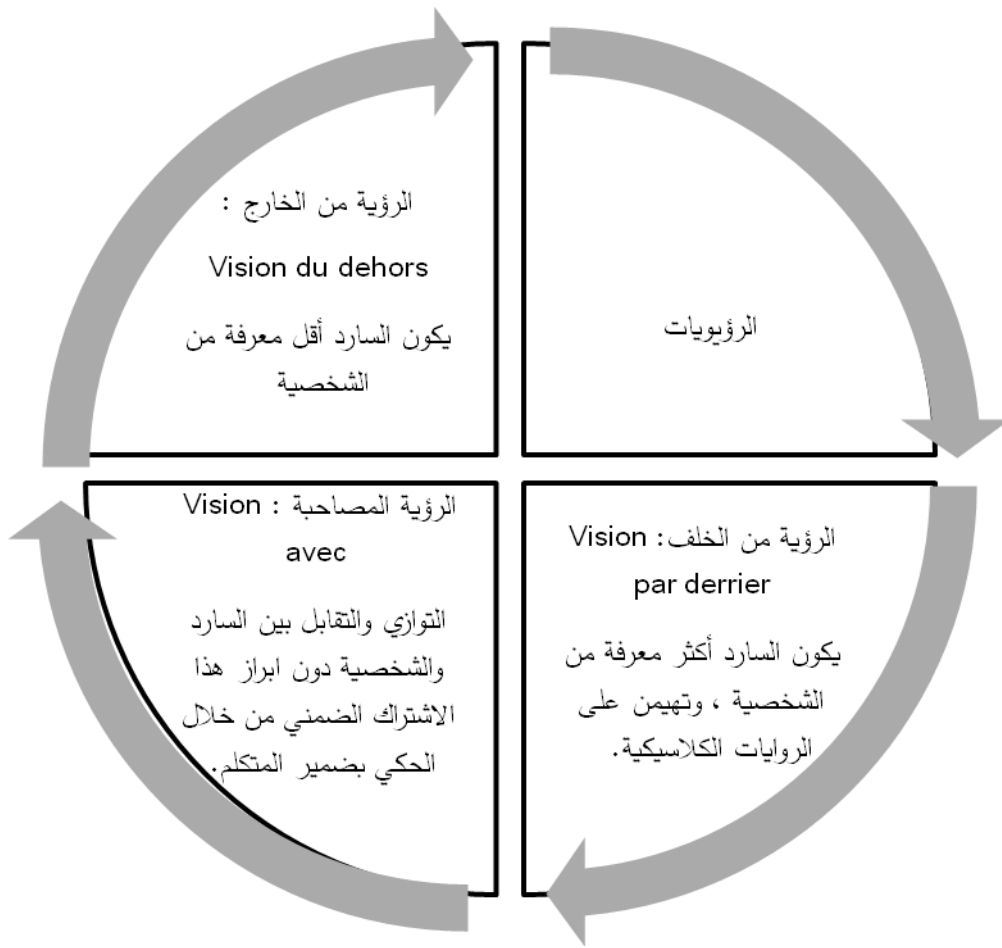 الرؤيويات
الرؤية من الخلف: Vision
par derrier
يكون السارد أكثر معرفة من
الشخصية ، وتهيمن على
الروايات الكلاسيكية.
الرؤية المصاحبة : Vision
avec
التوازي والتقابل بين السارد
والشخصية دون ابراز هذا
الاشتراك الضمني من خلال
الحكي بضمير المتكلم.
الرؤية من الخارج :
Vision du dehors
يكون السارد أقل معرفة من
الشخصية